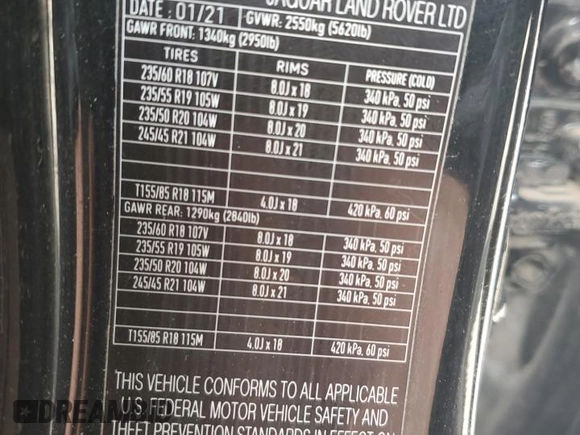 JAGUAR LAND ROVER LTD
DATE : 01/21 GVWR: 2550kg (5620lb)
GAWR FRONT: 1340kg (2950lb)
TIRES RIMS PRESSURE (COLD)
235/60 R18 107V 8.0J x 18 340 kPa, 50 psi
235/55 R19 105W 8.0J x 19 340 kPa, 50 psi
235/50 R20 104W 8.0J x 20 340 kPa, 50 psi
245/45 R21 104W 8.0J x 21 340 kPa, 50 psi
T155/85 R18 115M 4.0J x 18 420 kPa, 60 psi
GAWR REAR: 1290kg (2840lb)
235/60 R18 107V 8.0J x 18 340 kPa, 50 psi
235/55 R19 105W 8.0J x 19 340 kPa, 50 psi
235/50 R20 104W 8.0J x 20 340 kPa, 50 psi
245/45 R21 104W 8.0J x 21 340 kPa, 50 psi
T155/85 R18 115M 4.0J x 18 420 kPa, 60 psi
THIS VEHICLE CONFORMS TO ALL APPLICABLE
U.S. FEDERAL MOTOR VEHICLE SAFETY AND
THEFT PREVENTION STANDARDS IN EFFECT ON